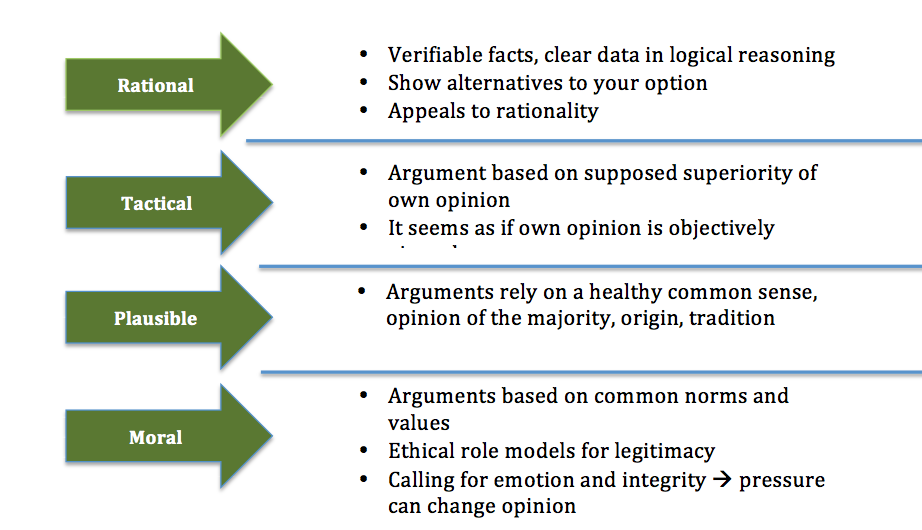 Rational
• Verifiable facts, clear data in logical reasoning
• Show alternatives to your option
• Appeals to rationality
Tactical
• Argument based on supposed superiority of
own opinion
• It seems as if own opinion is objectively
Plausible
• Arguments rely on a healthy common sense,
opinion of the majority, origin, tradition
Moral
• Arguments based on common norms and
values
• Ethical role models for legitimacy
• Calling for emotion and integrity → pressure
can change opinion